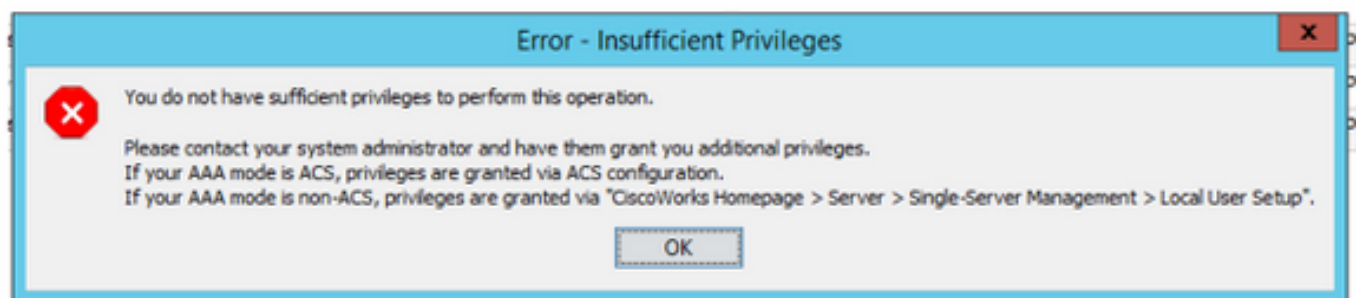 Error - Insufficient Privileges
You do not have sufficient privileges to perform this operation.
Please contact your system administrator and have them grant you additional privileges.
If your AAA mode is ACS, privileges are granted via ACS configuration.
If your AAA mode is non-ACS, privileges are granted via "CiscoWorks Homepage > Server > Single-Server Management > Local User Setup".
OK